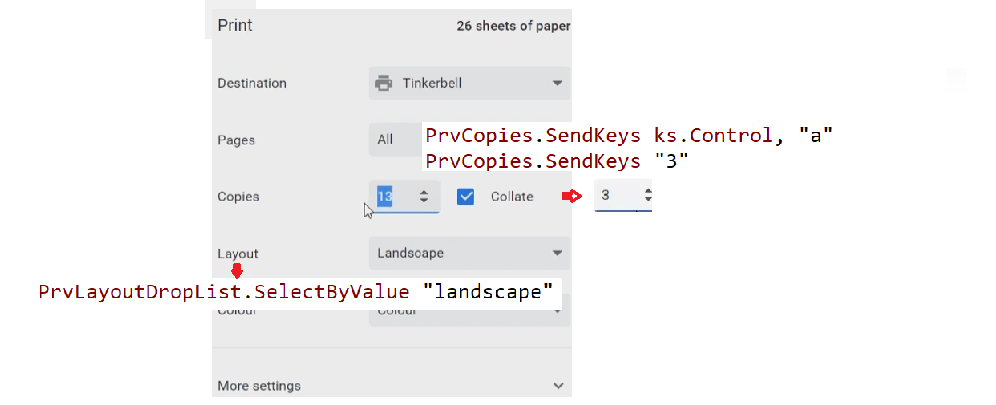 Print 26 sheets of paper
Destination Tinkerbell
Pages All
PrvCopies.SendKeys ks.Control, "a"
PrvCopies.SendKeys "3"
Copies 13 Collate 3
Layout Landscape
PrvLayoutDropList.SelectByValue "landscape"
Colour Colour
More settings